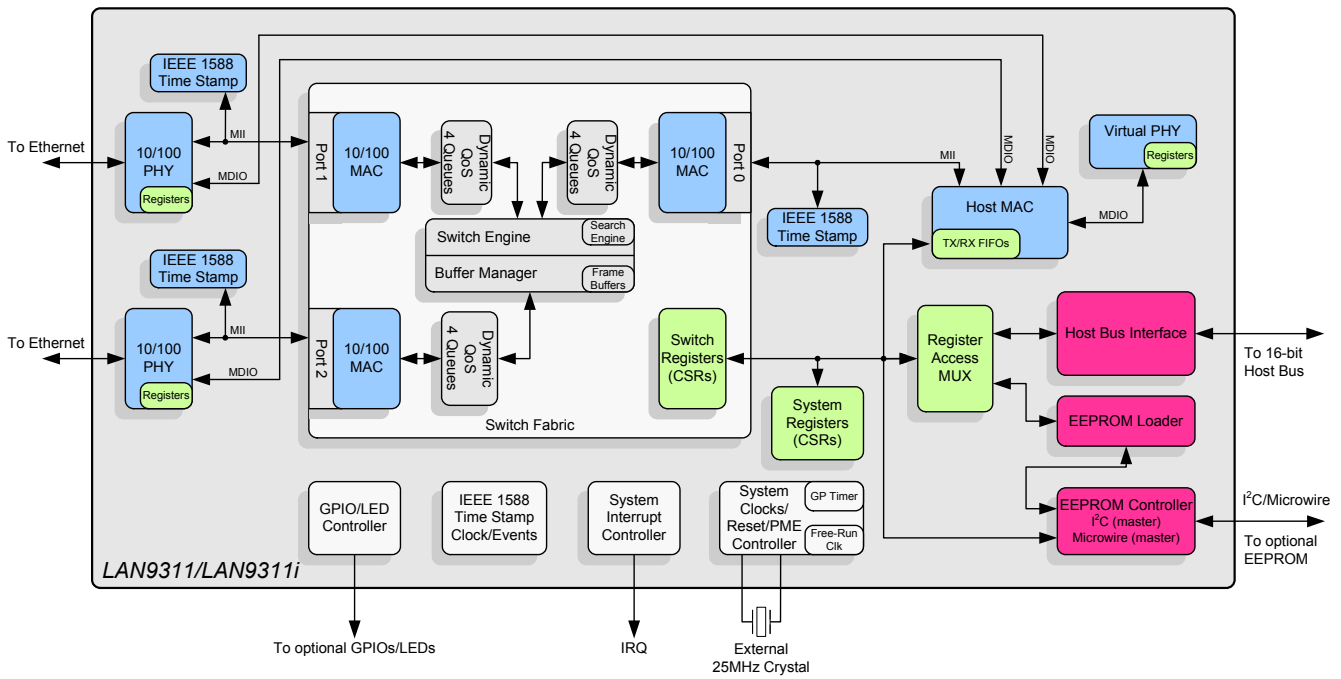 IEEE 1588
Time Stamp
To Ethernet
10/100
PHY
Registers
MII
MDIO
Port 1
10/100
MAC
Dynamic
QoS
4 Queues
Dynamic
QoS
4 Queues
10/100
MAC
Port 0
MII
MDIO
MDIO
Virtual PHY
Registers
MDIO
Host MAC
TX/RX FIFOs
IEEE 1588
Time Stamp
Switch Engine
Search
Engine
Buffer Manager
Frame
Buffers
IEEE 1588
Time Stamp
To Ethernet
10/100
PHY
Registers
MII
MDIO
Port 2
10/100
MAC
Dynamic
QoS
4 Queues
Switch
Registers
(CSRs)
Switch Fabric
System
Registers
(CSRs)
Register
Access
MUX
Host Bus Interface
To 16-bit
Host Bus
EEPROM Loader
EEPROM Controller
I²C (master)
Microwire (master)
I²C/Microwire
To optional
EEPROM
GPIO/LED
Controller
IEEE 1588
Time Stamp
Clock/Events
System
Interrupt
Controller
System
Clocks/
Reset/PME
Controller
GP Timer
Free-Run
Clk
LAN9311/LAN9311i
To optional GPIOs/LEDs
IRQ
External
25MHz Crystal